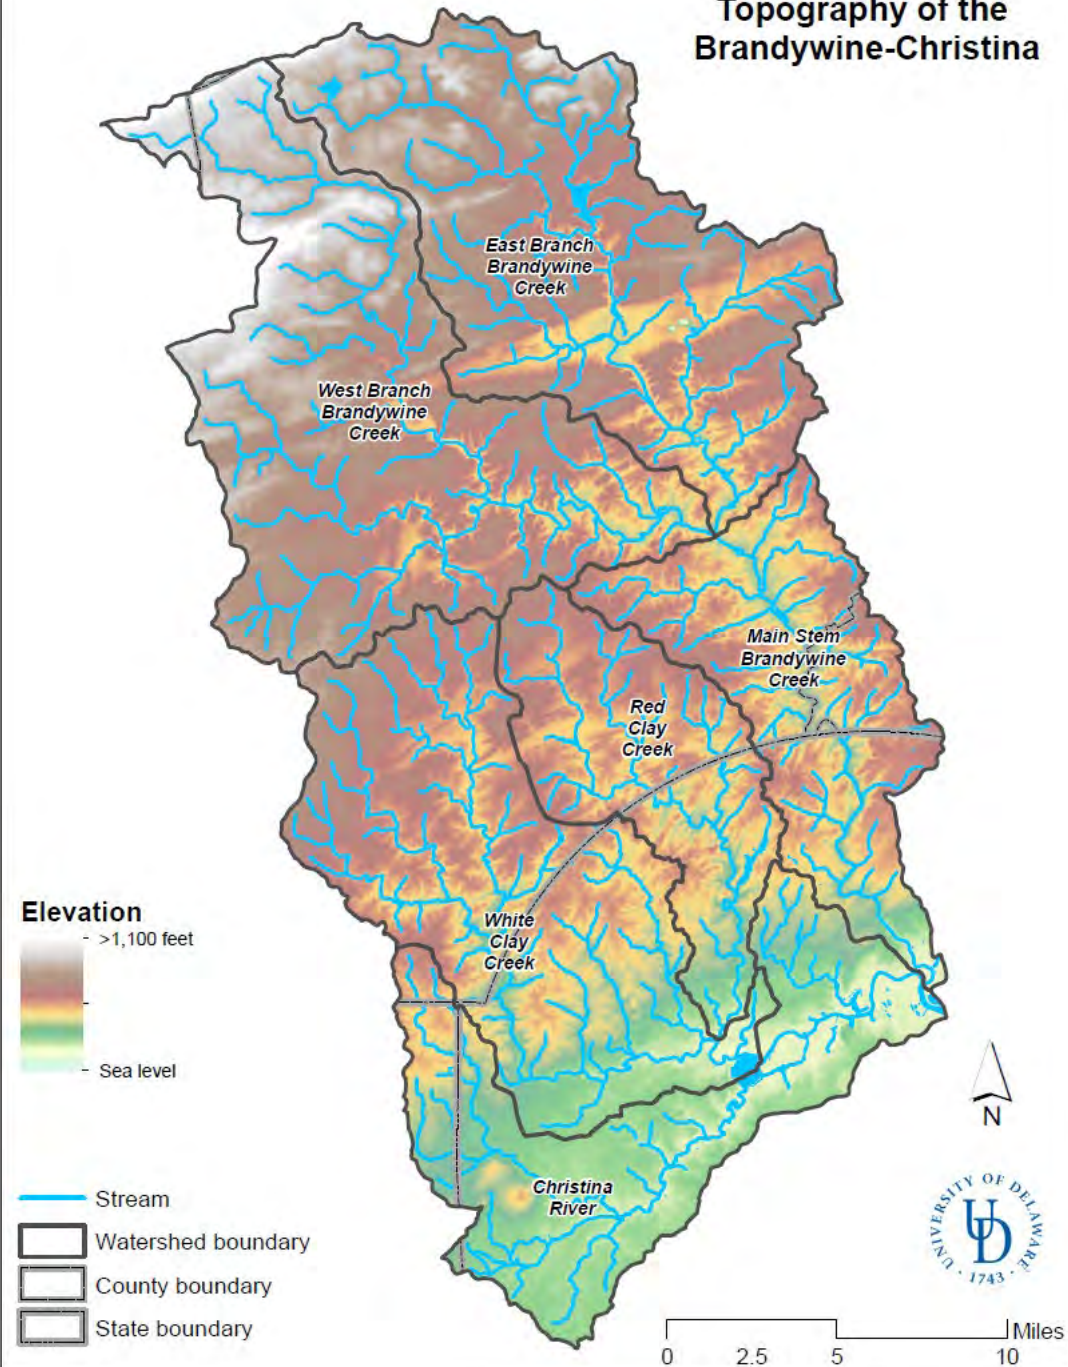 Topography of the
Brandywine-Christina
East Branch
Brandywine
Creek
West Branch
Brandywine
Creek
Main Stem
Brandywine
Creek
Red
Clay
Creek
White
Clay
Creek
Christina
River
Elevation
>1,100 feet
Sea level
Stream
Watershed boundary
County boundary
State boundary
N
UNIVERSITY OF DELAWARE
UD
· 1743 ·
Miles
0 2.5 5 10